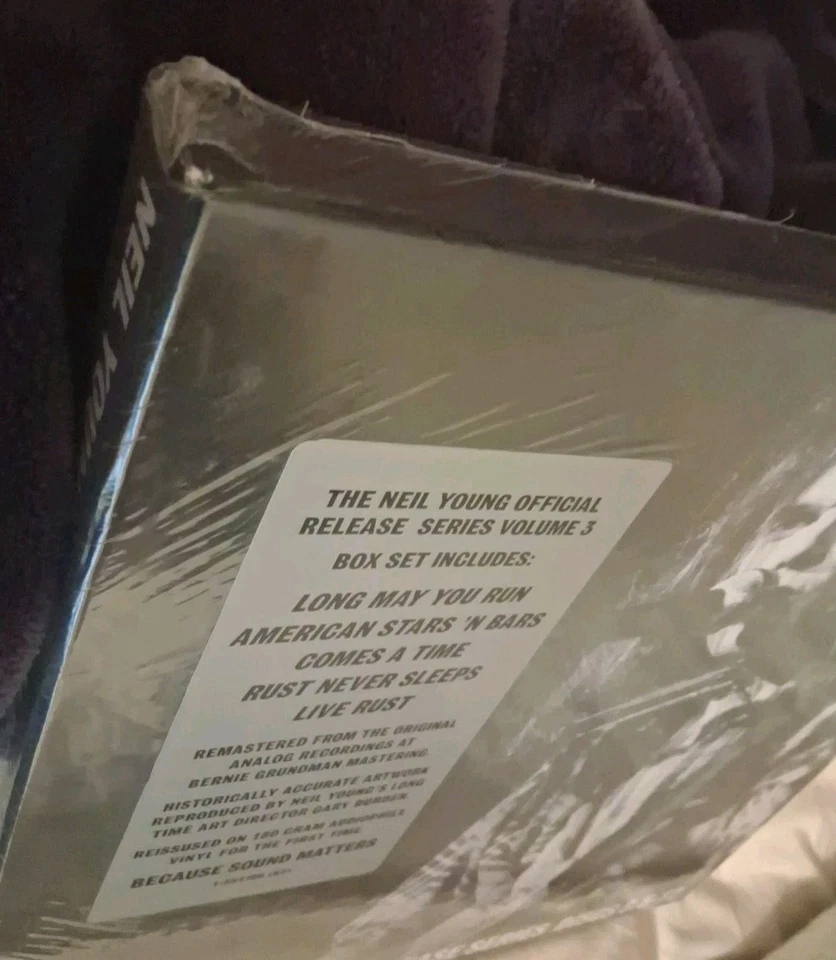 NEIL YOUN
THE NEIL YOUNG OFFICIAL
RELEASE SERIES VOLUME 3
BOX SET INCLUDES:
LONG MAY YOU RUN
AMERICAN STARS 'N BARS
COMES A TIME
RUST NEVER SLEEPS
LIVE RUST
REMASTERED FROM THE ORIGINAL
ANALOG RECORDINGS AT
BERNIE GRUNDMAN MASTERING.
HISTORICALLY ACCURATE ARTWORK
REPRODUCED BY NEIL YOUNG'S LONG
TIME ART DIRECTOR GARY BURDEN
REISSUED ON 180 GRAM AUDIOPHILE
VINYL FOR THE FIRST TIME
BECAUSE SOUND MATTERS